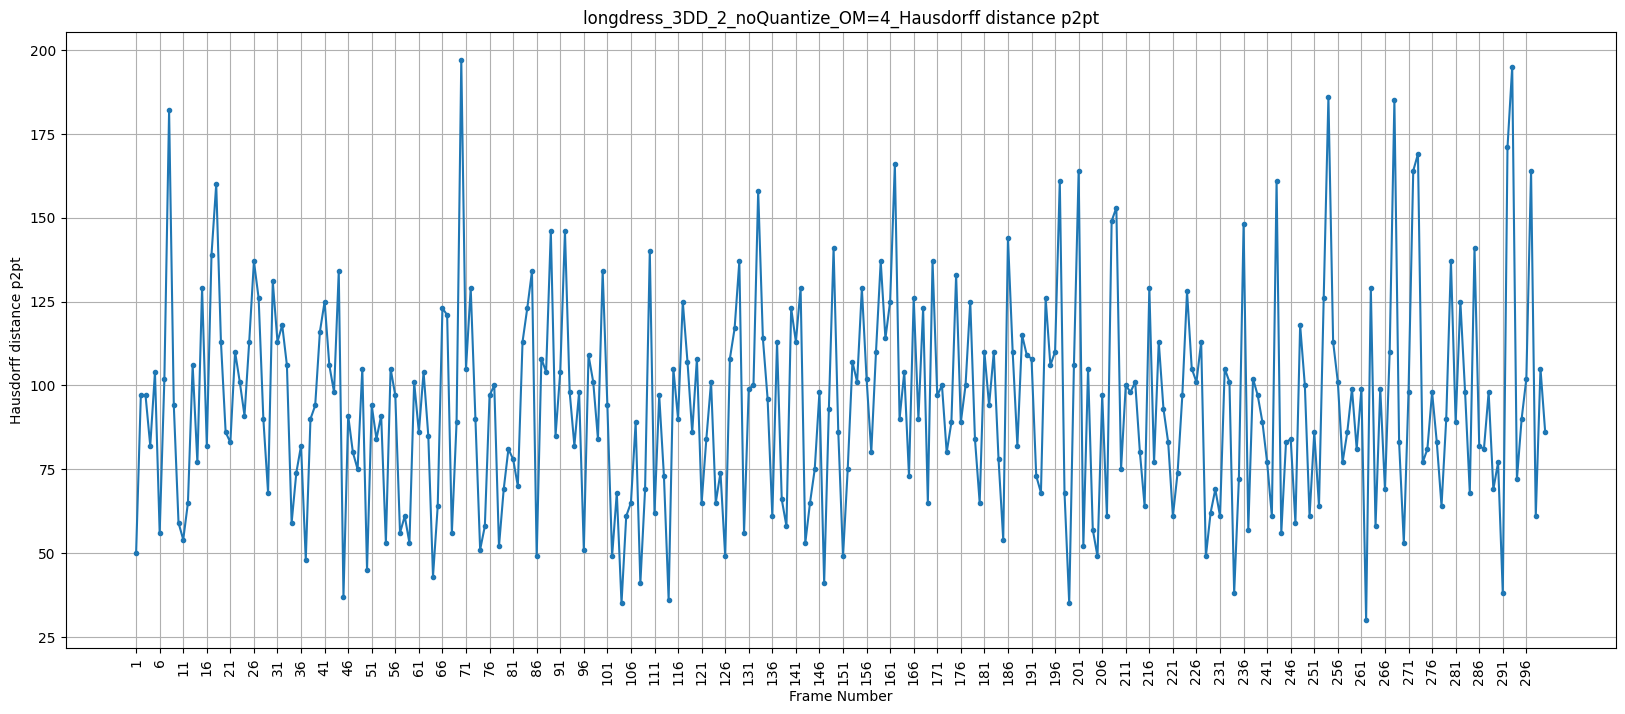 longdress_3DD_2_noQuantize_OM=4_Hausdorff distance p2pt
Hausdorff distance p2pt
200
175
150
125
100
75
50
25
1 6 11 16 21 26 31 36 41 46 51 56 61 66 71 76 81 86 91 96 101 106 111 116 121 126 131 136 141 146 151 156 161 166 171 176 181 186 191 196 201 206 211 216 221 226 231 236 241 246 251 256 261 266 271 276 281 286 291 296
Frame Number